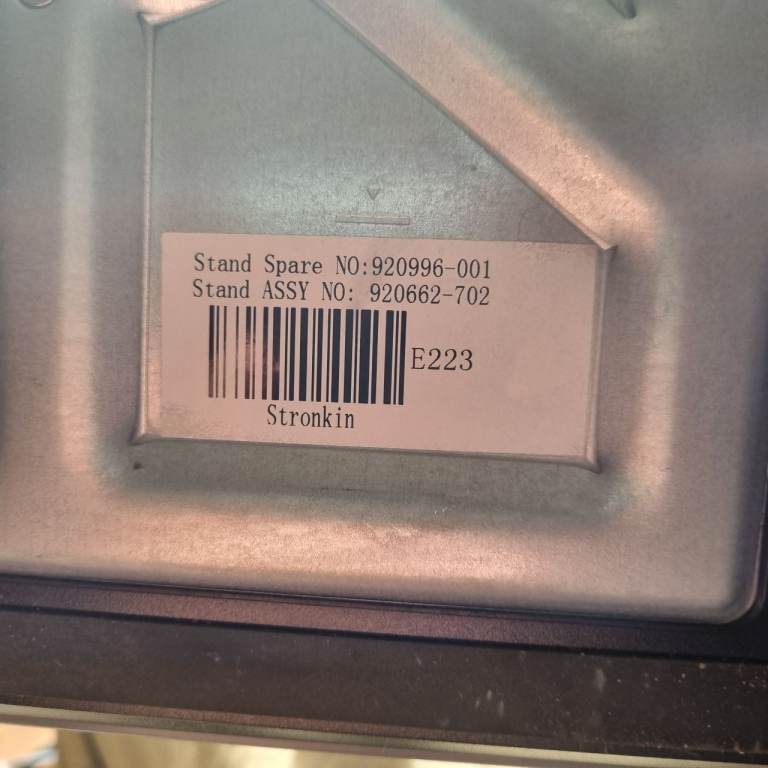 Stand Spare NO:920996-001
Stand ASSY NO: 920662-702
E223
Stronkin